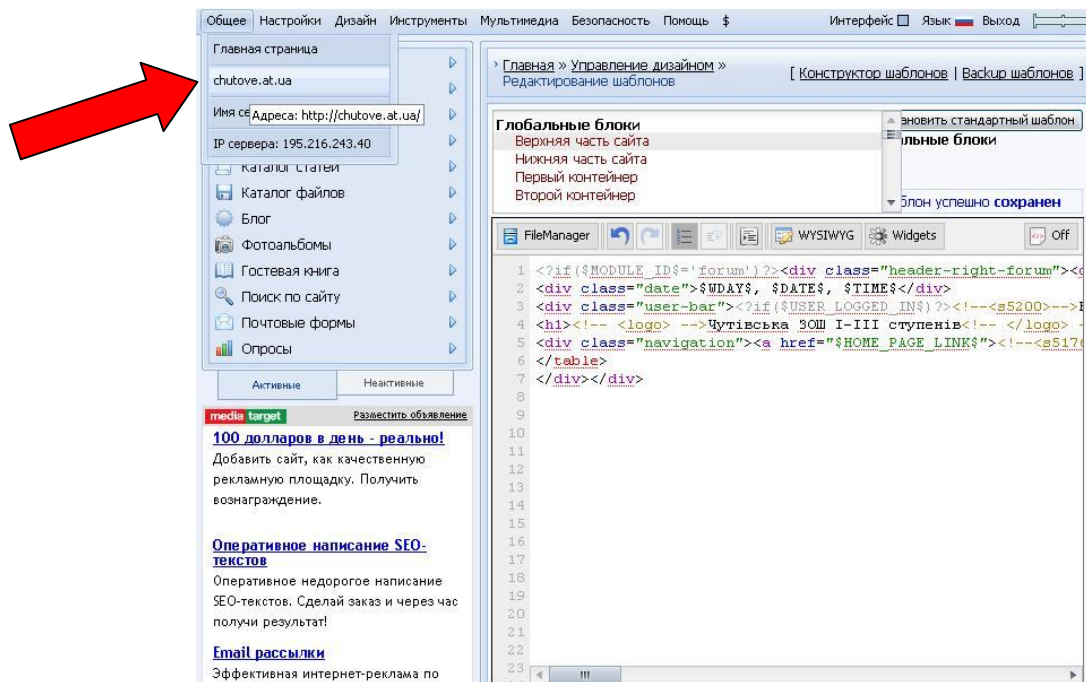 Общее Настройки Дизайн Инструменты Мультимедиа Безопасность Помощь $ Интерфейс Язык Выход
Главная страница
chutove.at.ua
Имя се
Адреса: http://chutove.at.ua/
IP сервера: 195.216.243.40
Каталог статей
Каталог файлов
Блог
Фотоальбомы
Гостевая книга
Поиск по сайту
Почтовые формы
Опросы
Активные Неактивные
media target Разместить объявление
100 долларов в день - реально!
Добавить сайт, как качественную
рекламную площадку. Получить
вознаграждение.
Оперативное написание SEO-
текстов
Оперативное недорогое написание
SEO-текстов. Сделай заказ и через час
получи результат!
Email рассылки
Эффективная интернет-реклама по
Главная » Управление дизайном »
Редактирование шаблонов
[ Конструктор шаблонов | Backup шаблонов ]
Глобальные блоки
Верхняя часть сайта
Нижняя часть сайта
Первый контейнер
Второй контейнер
ановить стандартный шаблон
льные блоки
блон успешно сохранен
FileManager WYSIWYG Widgets Off
1 <?if($MODULE_ID$='forum')?><div class="header-right-forum"><
2 <div class="date">$WDAY$, $DATE$, $TIME$</div>
3 <div class="user-bar"><?if($USER_LOGGED_IN$)?><!--<s5200>-->
4 <h1><!-- <logo> -->Чутівська ЗОШ І-ІІІ ступенів<!-- </logo> -
5 <div class="navigation"><a href="$HOME_PAGE_LINK$"><!--<s517
6 </table>
7 </div></div>
8
9
10
11
12
13
14
15
16
17
18
19
20
21
22
23